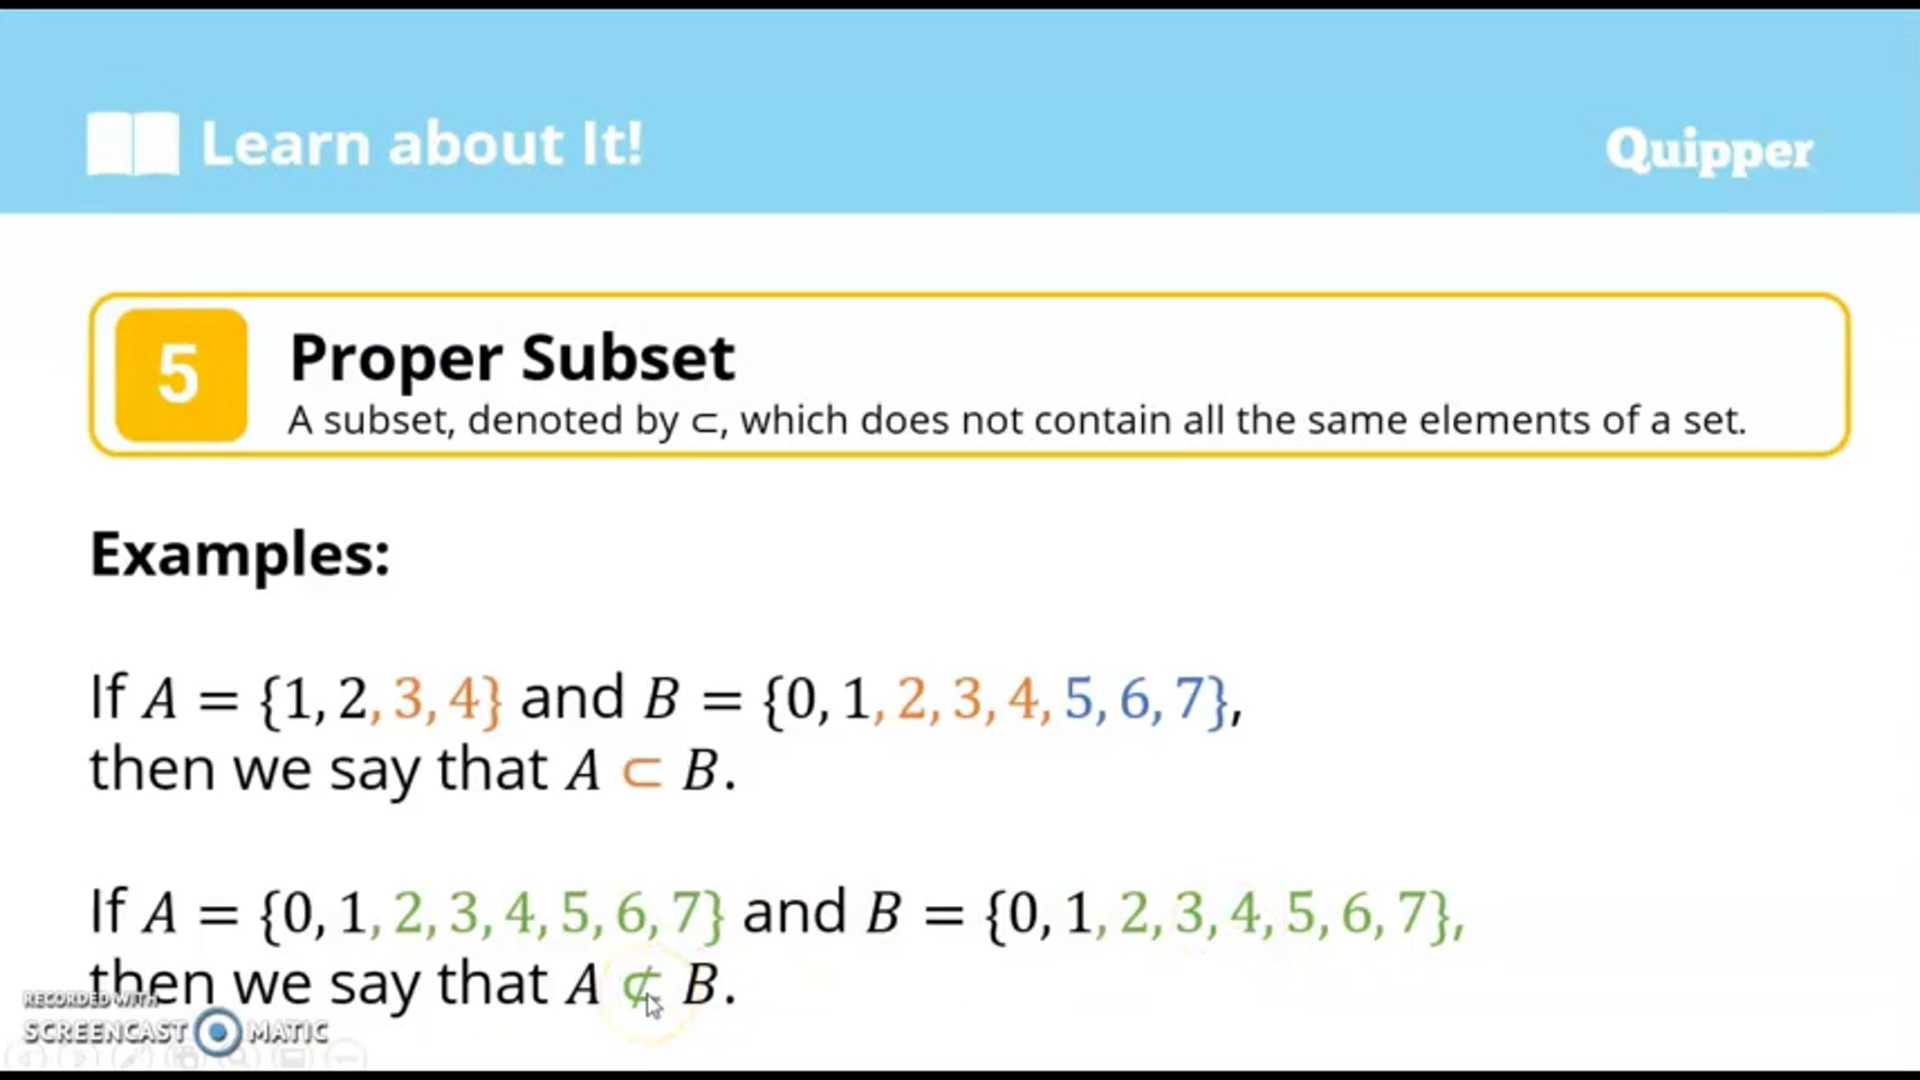 Learn about It!
Quipper
5
Proper Subset
A subset, denoted by ⊂, which does not contain all the same elements of a set.
Examples:
If A = {1, 2, 3, 4} and B = {0, 1, 2, 3, 4, 5, 6, 7},
then we say that A ⊂ B.
If A = {0, 1, 2, 3, 4, 5, 6, 7} and B = {0, 1, 2, 3, 4, 5, 6, 7},
then we say that A ⊄ B.
RECORDED WITH
SCREENCAST MATIC